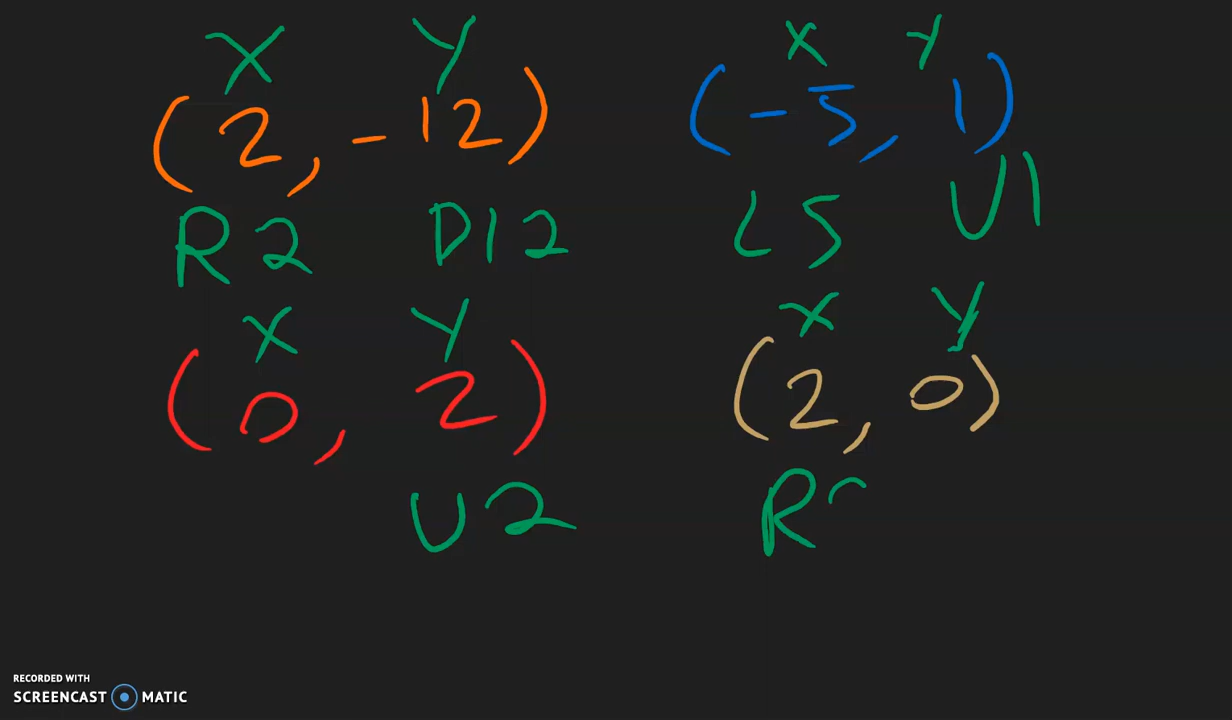 X Y
(2, -12)
R2 D12
X Y
(-5, 1)
L5 U1
X Y
(0, 2)
U2
X Y
(2, 0)
R
RECORDED WITH
SCREENCAST MATIC